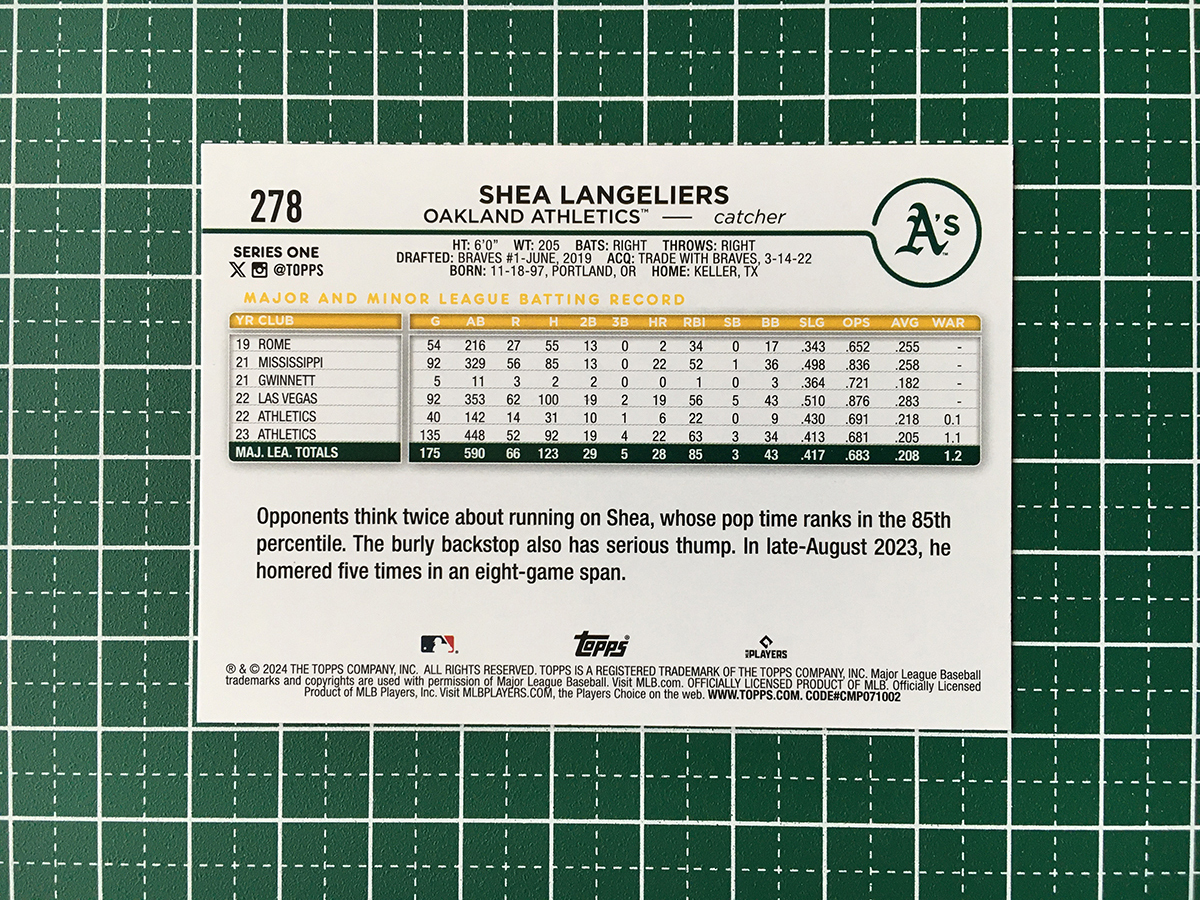 278
SHEA LANGELIERS
OAKLAND ATHLETICS™ — catcher
A's™
SERIES ONE
@TOPPS
HT: 6'0" WT: 205 BATS: RIGHT THROWS: RIGHT
DRAFTED: BRAVES #1-JUNE, 2019 ACQ: TRADE WITH BRAVES, 3-14-22
BORN: 11-18-97, PORTLAND, OR HOME: KELLER, TX
MAJOR AND MINOR LEAGUE BATTING RECORD
YR CLUB G AB R H 2B 3B HR RBI SB BB SLG OPS AVG WAR
19 ROME 54 216 27 55 13 0 2 34 0 17 .343 .652 .255 -
21 MISSISSIPPI 92 329 56 85 13 0 22 52 1 36 .498 .836 .258 -
21 GWINNETT 5 11 3 2 2 0 0 1 0 3 .364 .721 .182 -
22 LAS VEGAS 92 353 62 100 19 2 19 56 5 43 .510 .876 .283 -
22 ATHLETICS 40 142 14 31 10 1 6 22 0 9 .430 .691 .218 0.1
23 ATHLETICS 135 448 52 92 19 4 22 63 3 34 .413 .681 .205 1.1
MAJ. LEA. TOTALS 175 590 66 123 29 5 28 85 3 43 .417 .683 .208 1.2
Opponents think twice about running on Shea, whose pop time ranks in the 85th
percentile. The burly backstop also has serious thump. In late-August 2023, he
homered five times in an eight-game span.
Topps®
MLBPLAYERS
® & © 2024 THE TOPPS COMPANY, INC. ALL RIGHTS RESERVED. TOPPS IS A REGISTERED TRADEMARK OF THE TOPPS COMPANY, INC. Major League Baseball
trademarks and copyrights are used with permission of Major League Baseball. Visit MLB.com. OFFICIALLY LICENSED PRODUCT OF MLB. Officially Licensed
Product of MLB Players, Inc. Visit MLBPLAYERS.COM, the Players Choice on the web. WWW.TOPPS.COM. CODE#CMP071002